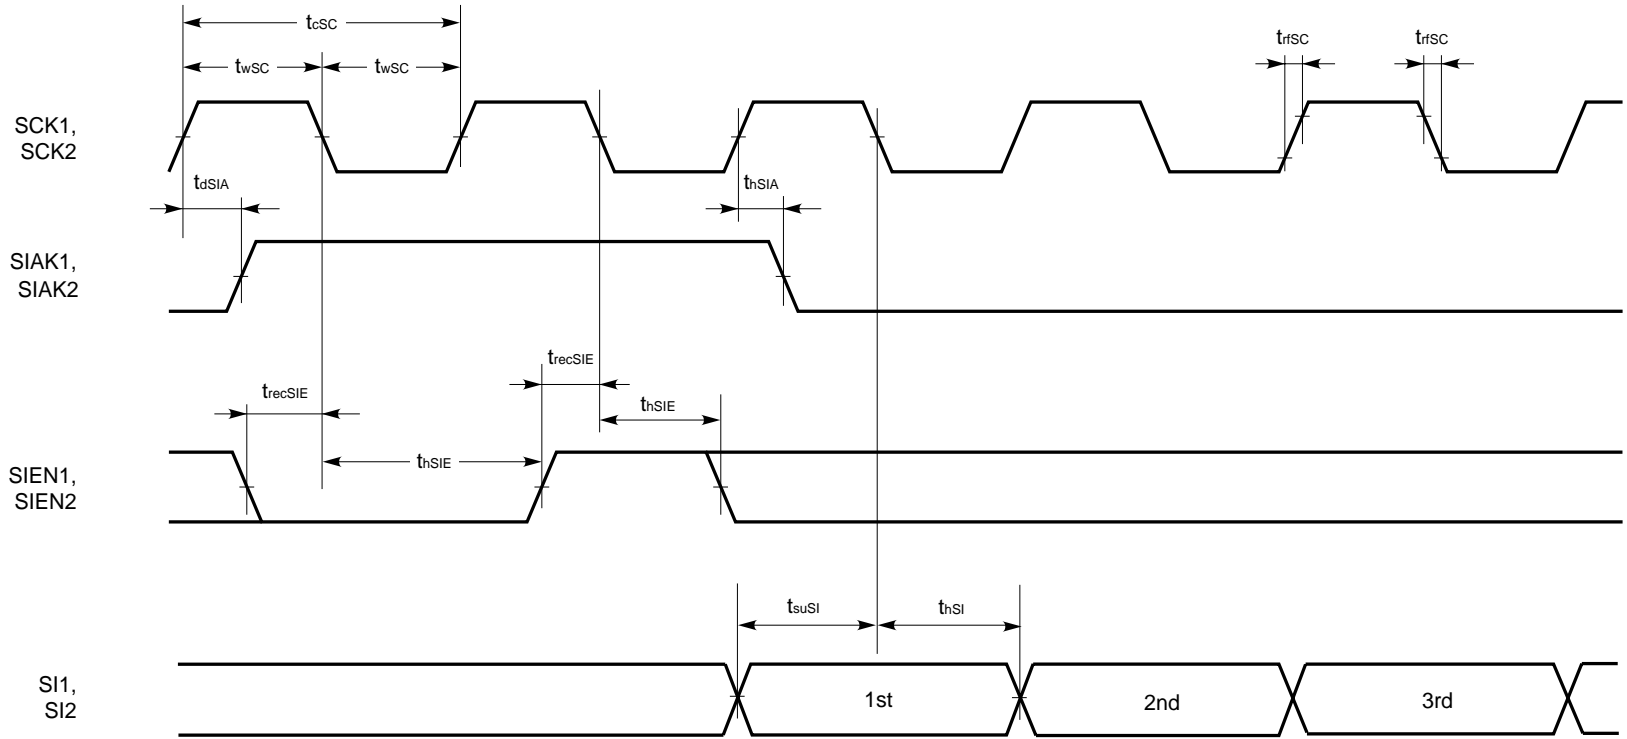 tcSC
twSC
twSC
trfSC
trfSC
SCK1,
SCK2
tdSIA
thSIA
SIAK1,
SIAK2
trecSIE
trecSIE
thSIE
thSIE
SIEN1,
SIEN2
tsuSI
thSI
SI1,
SI2
1st
2nd
3rd